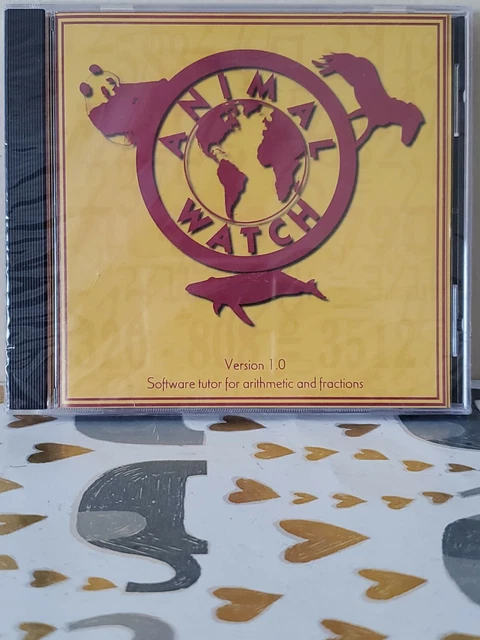 ANIMAL
WATCH
Version 1.0
Software tutor for arithmetic and fractions